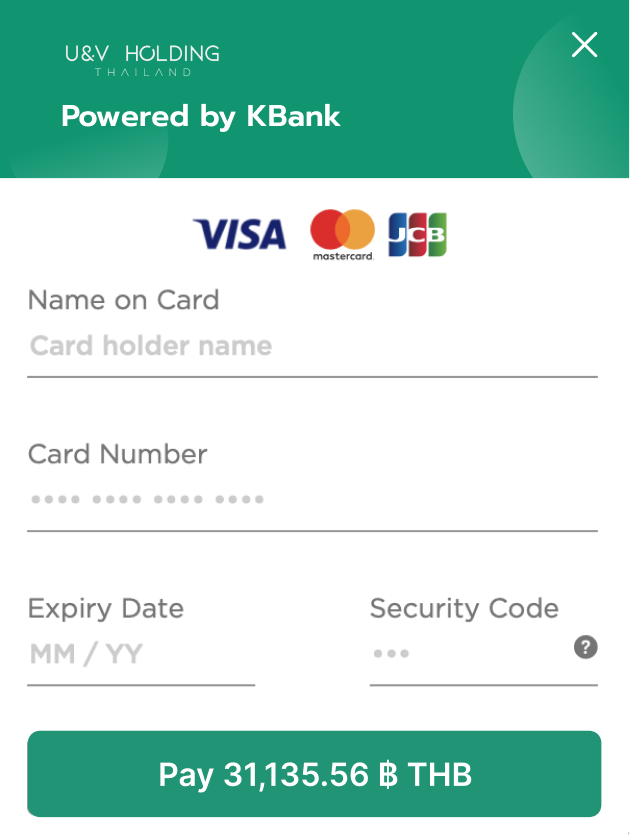 U&V HOLDING
THAILAND
Powered by KBank
VISA
mastercard.
JCB
Name on Card
Card holder name
Card Number
•••• •••• •••• ••••
Expiry Date
Security Code
MM / YY
•••
?
Pay 31,135.56 ฿ THB